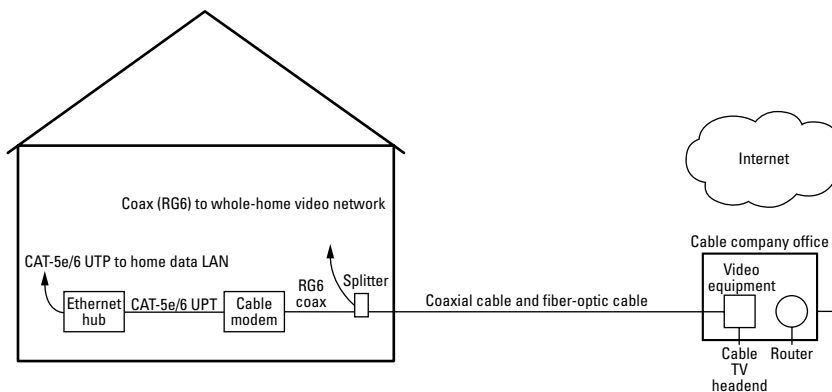 Internet
Coax (RG6) to whole-home video network
Cable company office
CAT-5e/6 UTP to home data LAN
Video
equipment
RG6
coax
Splitter
Ethernet
hub
CAT-5e/6 UPT
Cable
modem
Coaxial cable and fiber-optic cable
Cable
TV
headend
Router